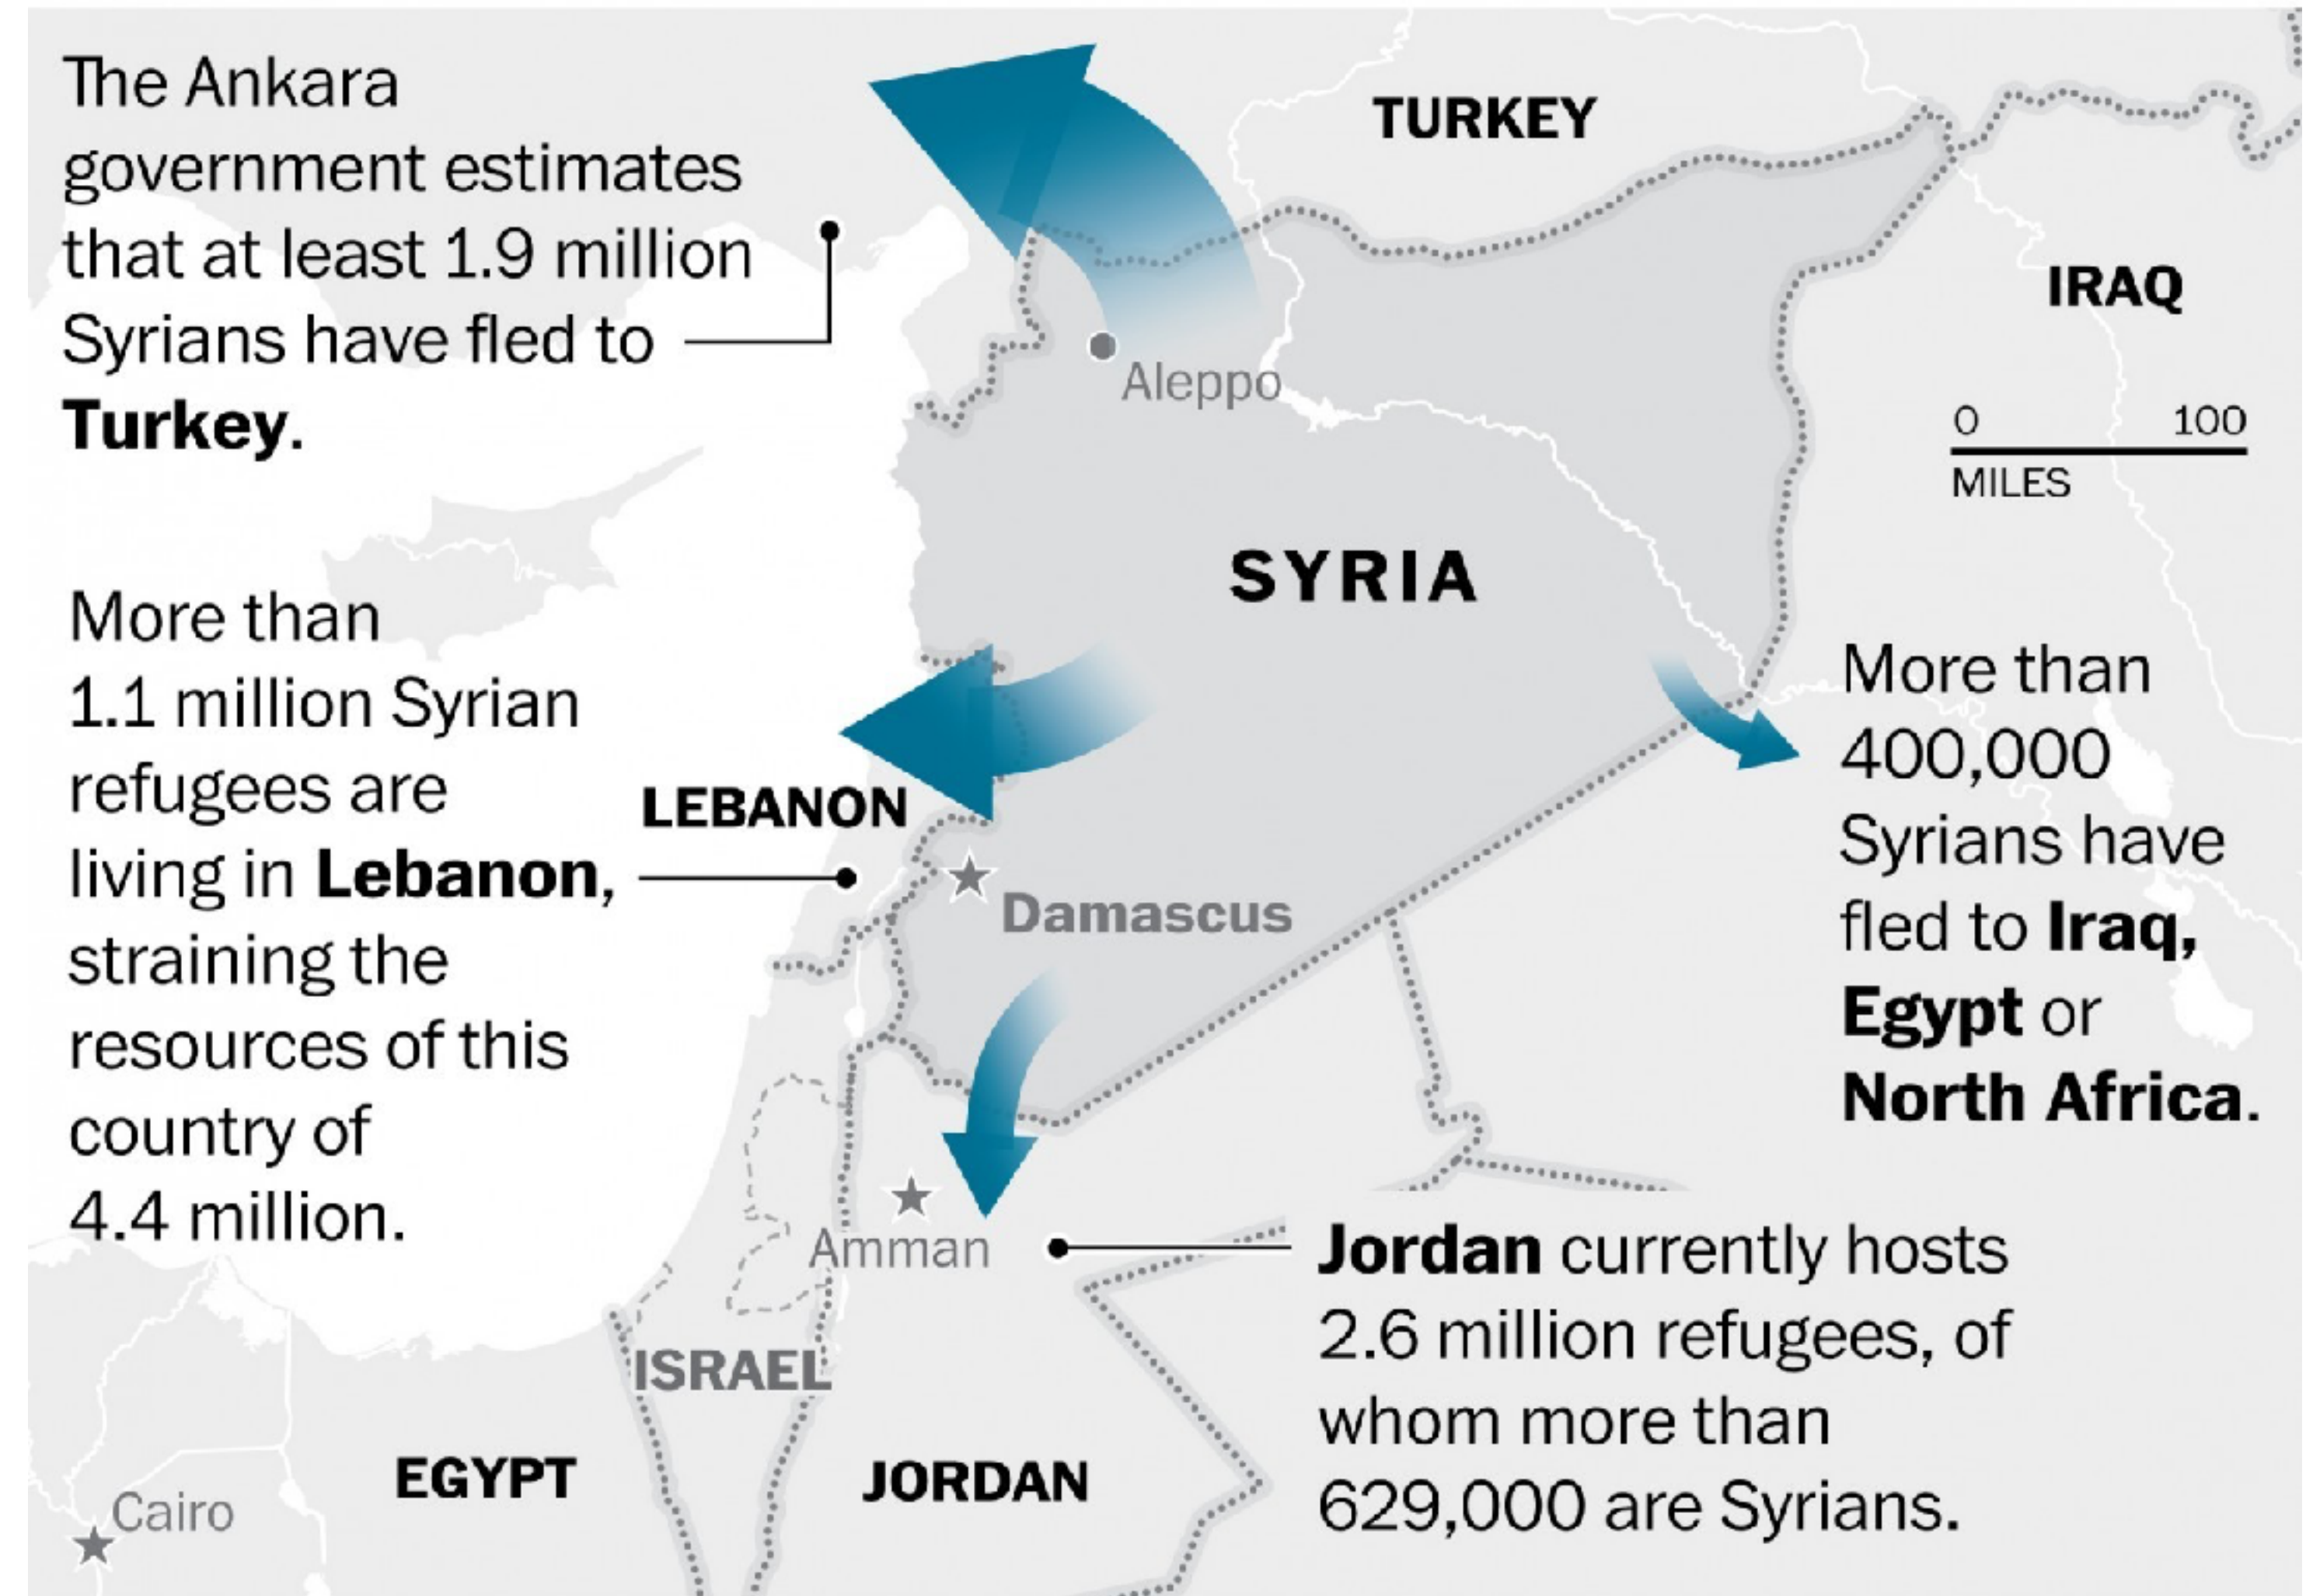 The Ankara
government estimates
that at least 1.9 million
Syrians have fled to
Turkey.
TURKEY
IRAQ
Aleppo
0 100
MILES
SYRIA
More than
1.1 million Syrian
refugees are
living in Lebanon,
straining the
resources of this
country of
4.4 million.
LEBANON
Damascus
More than
400,000
Syrians have
fled to Iraq,
Egypt or
North Africa.
Amman
Jordan currently hosts
2.6 million refugees, of
whom more than
629,000 are Syrians.
ISRAEL
EGYPT
JORDAN
Cairo